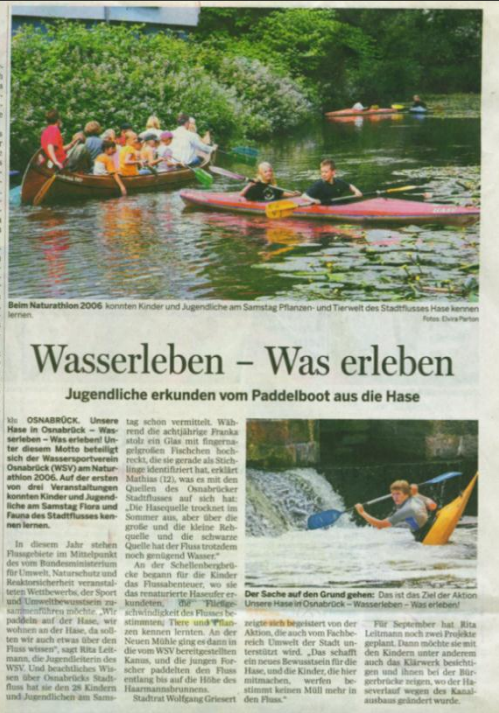 Beim Naturathlon 2006 konnten Kinder und Jugendliche am Samstag Pflanzen- und Tierwelt des Stadtflusses Hase kennen
lernen.
Fotos: Elvira Parton
Wasserleben – Was erleben
Jugendliche erkunden vom Paddelboot aus die Hase
klu OSNABRÜCK. Unsere
Hase in Osnabrück – Was-
serleben – Was erleben! Un-
ter diesem Motto beteiligt
sich der Wassersportverein
Osnabrück (WSV) am Natur-
athlon 2006. Auf der ersten
von drei Veranstaltungen
konnten Kinder und Jugend-
liche am Samstag Flora und
Fauna des Stadtflusses ken-
nen lernen.
In diesem Jahr stehen
Flussgebiete im Mittelpunkt
des vom Bundesministerium
für Umwelt, Naturschutz und
Reaktorsicherheit veranstal-
teten Wettbewerbs, der Sport
und Umweltbewusstsein zu-
sammenführen möchte. „Wir
paddeln auf der Hase, wir
wohnen an der Hase, da soll-
ten wir auch etwas über den
Fluss wissen", sagt Rita Leit-
mann, die Jugendleiterin des
WSV. Und beachtliches Wis-
sen über Osnabrücks Stadt-
fluss hat sie den 28 Kindern
und Jugendlichen am Sams-
tag schon vermittelt. Wäh-
rend die achtjährige Franka
stolz ein Glas mit fingerna-
gelgroßen Fischchen hoch-
reckt, die sie gerade als Stich-
linge identifiziert hat, erklärt
Mathias (12), was es mit den
Quellen des Osnabrücker
Stadtflusses auf sich hat:
„Die Hasequelle trocknet im
Sommer aus, aber über die
große und die kleine Reh-
quelle und die schwarze
Quelle hat der Fluss trotzdem
noch genügend Wasser."
An der Schellenbergbrü-
cke begann für die Kinder
das Flussabenteuer, wo sie
das renaturierte Haseufer er-
kundeten, die Fließge-
schwindigkeit des Flusses be-
stimmten, Tiere und Pflan-
zen kennen lernten. An der
Neuen Mühle ging es dann in
die vom WSV bereitgestellten
Kanus, und die jungen For-
scher paddelten den Fluss
entlang bis auf die Höhe des
Haarmannsbrunnens.
Stadtrat Wolfgang Griesert
Der Sache auf den Grund gehen: Das ist das Ziel der Aktion
Unsere Hase in Osnabrück – Wasserleben – Was erleben!
zeigte sich begeistert von der
Aktion, die auch vom Fachbe-
reich Umwelt der Stadt un-
terstützt wird. „Das schafft
ein neues Bewusstsein für die
Hase, und die Kinder, die hier
mitmachen, werfen be-
stimmt keinen Müll mehr in
den Fluss."
Für September hat Rita
Leitmann noch zwei Projekte
geplant. Dann möchte sie mit
den Kindern unter anderem
auch das Klärwerk besichti-
gen und ihnen bei der Bür-
gerbrücke zeigen, wo der Ha-
severlauf wegen des Kanal-
ausbaus geändert wurde.